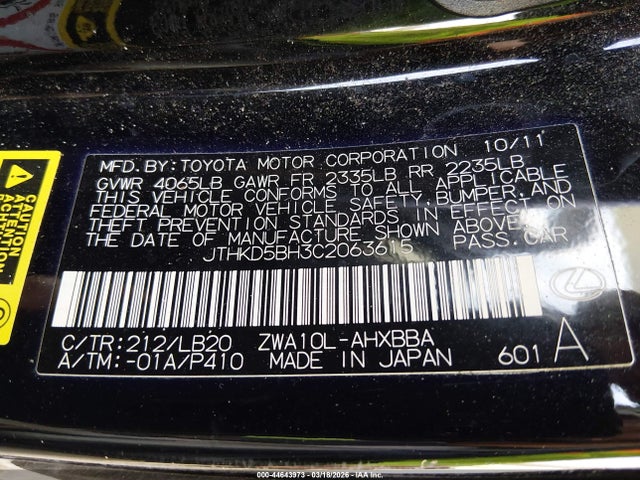 MFD. BY: TOYOTA MOTOR CORPORATION 10/11
GVWR 4065LB GAWR FR 2335LB RR 2235LB
THIS VEHICLE CONFORMS TO ALL APPLICABLE
FEDERAL MOTOR VEHICLE SAFETY, BUMPER, AND
THEFT PREVENTION STANDARDS IN EFFECT ON
THE DATE OF MANUFACTURE SHOWN ABOVE.
JTHKD5BH3C2063615 PASS. CAR
C/TR: 212/LB20 ZWA10L-AHXBBA
A/TM: -01A/P410 MADE IN JAPAN 601 A
CAUTION
ATTENTION
000-44643973 - 03/18/2026 - IAA Inc.